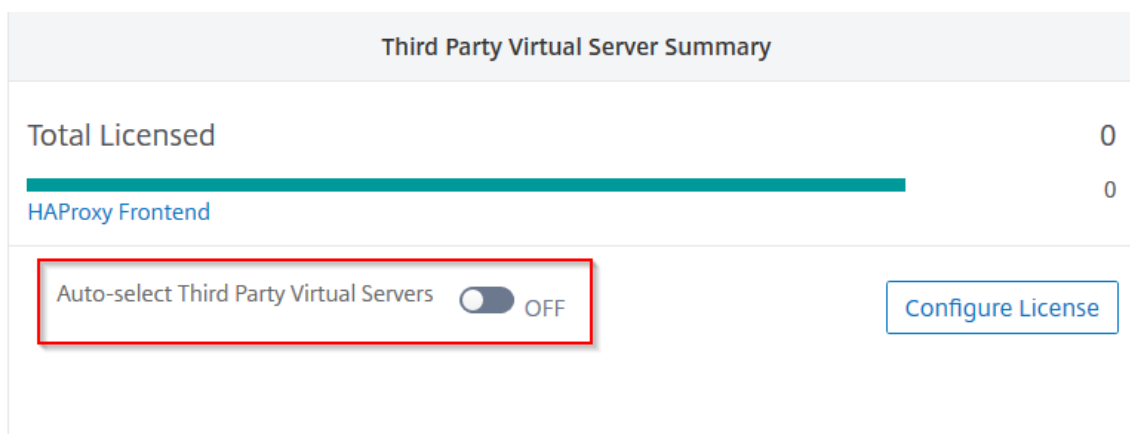 Third Party Virtual Server Summary
Total Licensed 0
0
HAProxy Frontend
Auto-select Third Party Virtual Servers OFF
Configure License